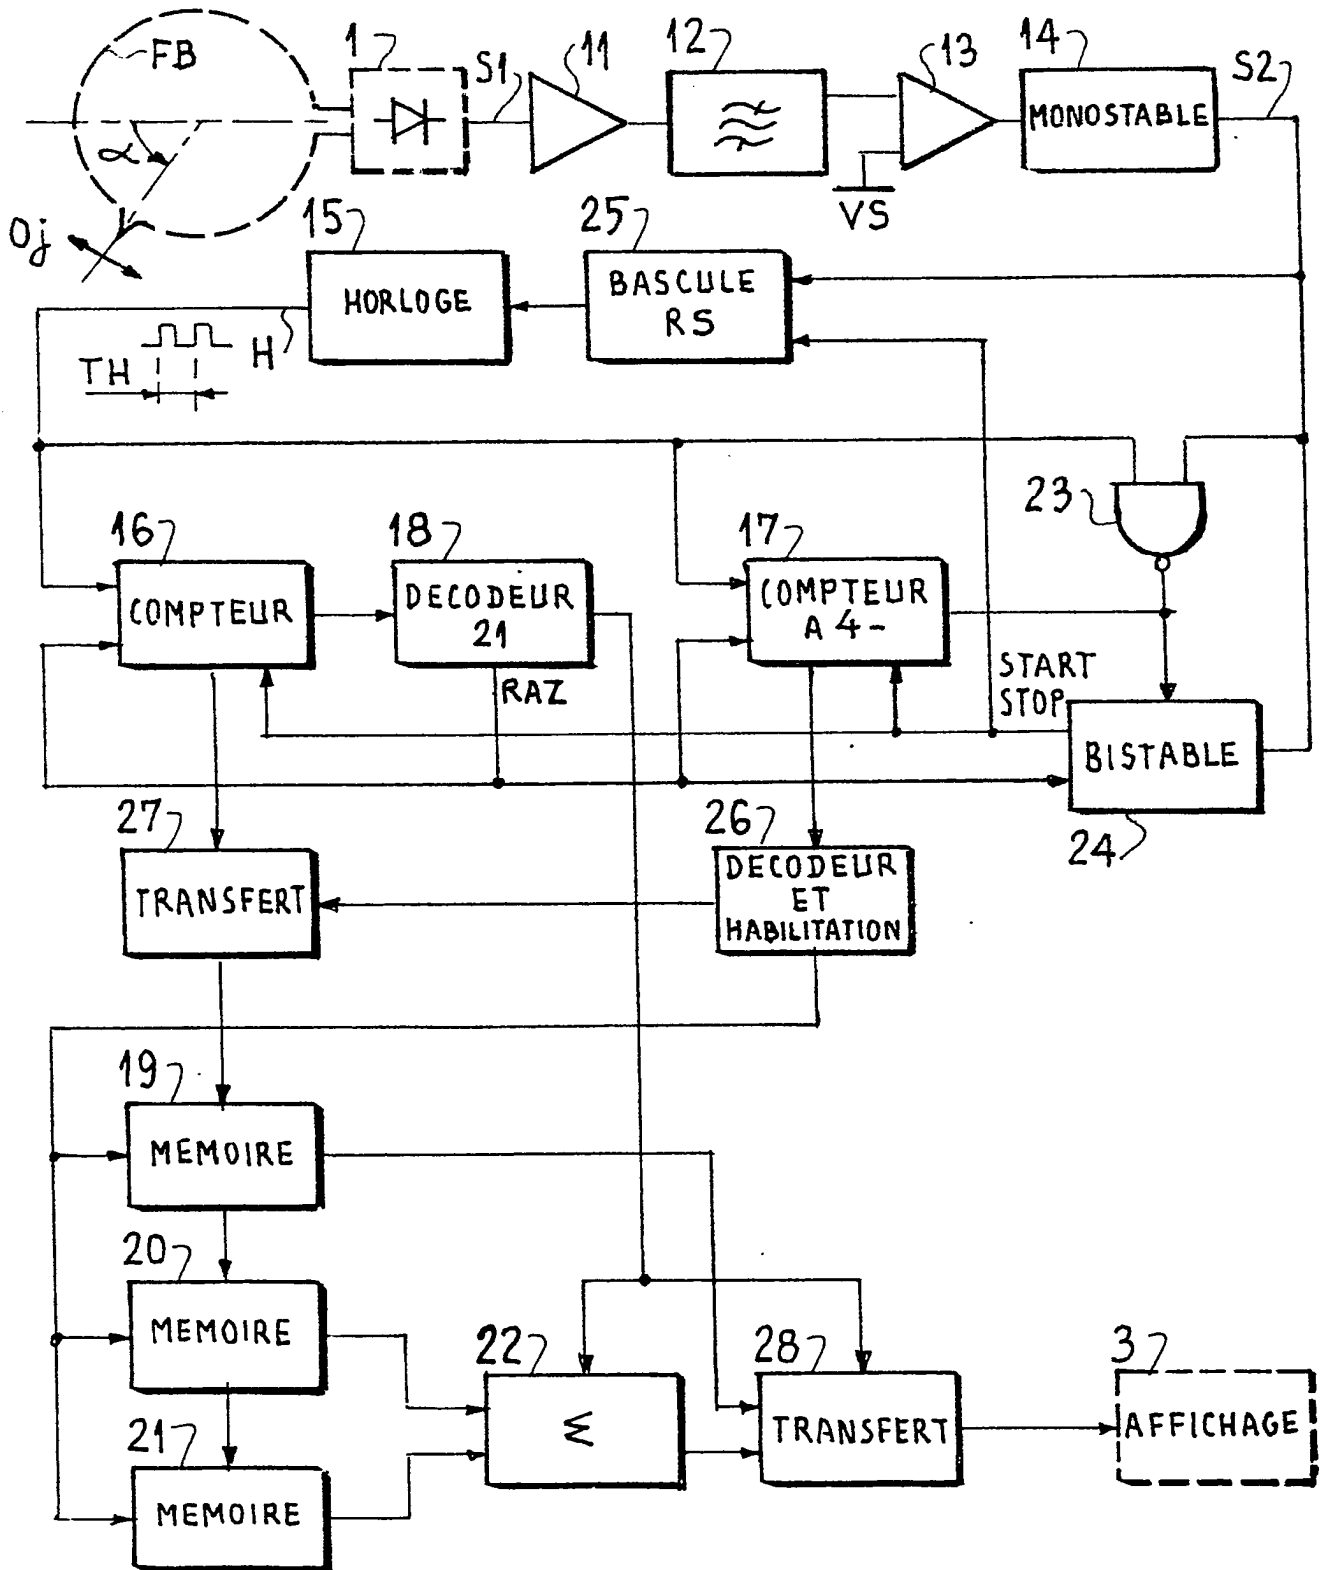 FB
1
S1
11
12
13
14
S2
MONOSTABLE
α
VS
Oj
15
25
HORLOGE
BASCULE
RS
H
TH
23
16
18
17
COMPTEUR
DECODEUR
21
COMPTEUR
A 4-
RAZ
START
STOP
BISTABLE
24
27
26
TRANSFERT
DECODEUR
ET
HABILITATION
19
MEMOIRE
20
MEMOIRE
22
28
3
Σ
TRANSFERT
AFFICHAGE
21
MEMOIRE